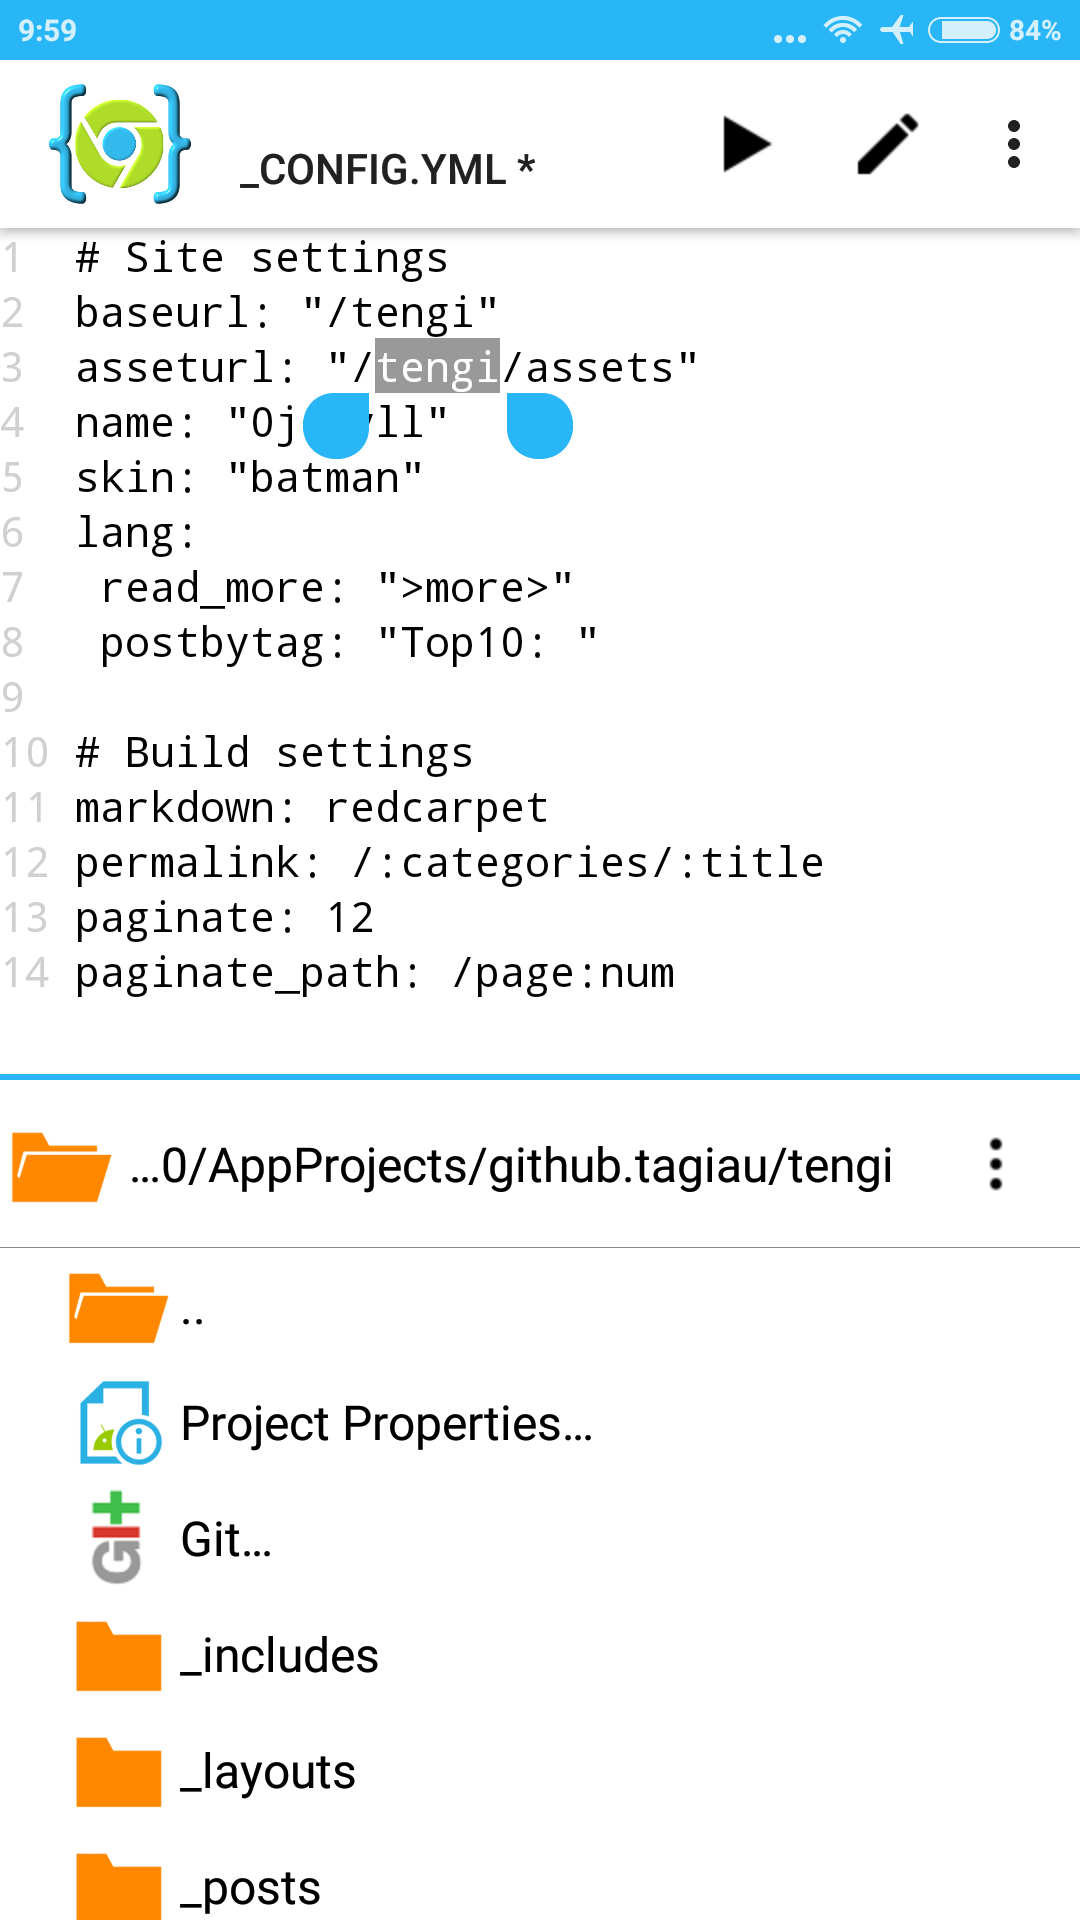 9:59
84%
_CONFIG.YML *
1 # Site settings
2 baseurl: "/tengi"
3 asseturl: "/tengi/assets"
4 name: ll"
5 skin: "batman"
6 lang:
7 read_more: ">more>"
8 postbytag: "Top10: "
9
10 # Build settings
11 markdown: redcarpet
12 permalink: /:categories/:title
13 paginate: 12
14 paginate_path: /page:num
...0/AppProjects/github.tagiau/tengi
..
Project Properties...
Git...
_includes
_layouts
_posts